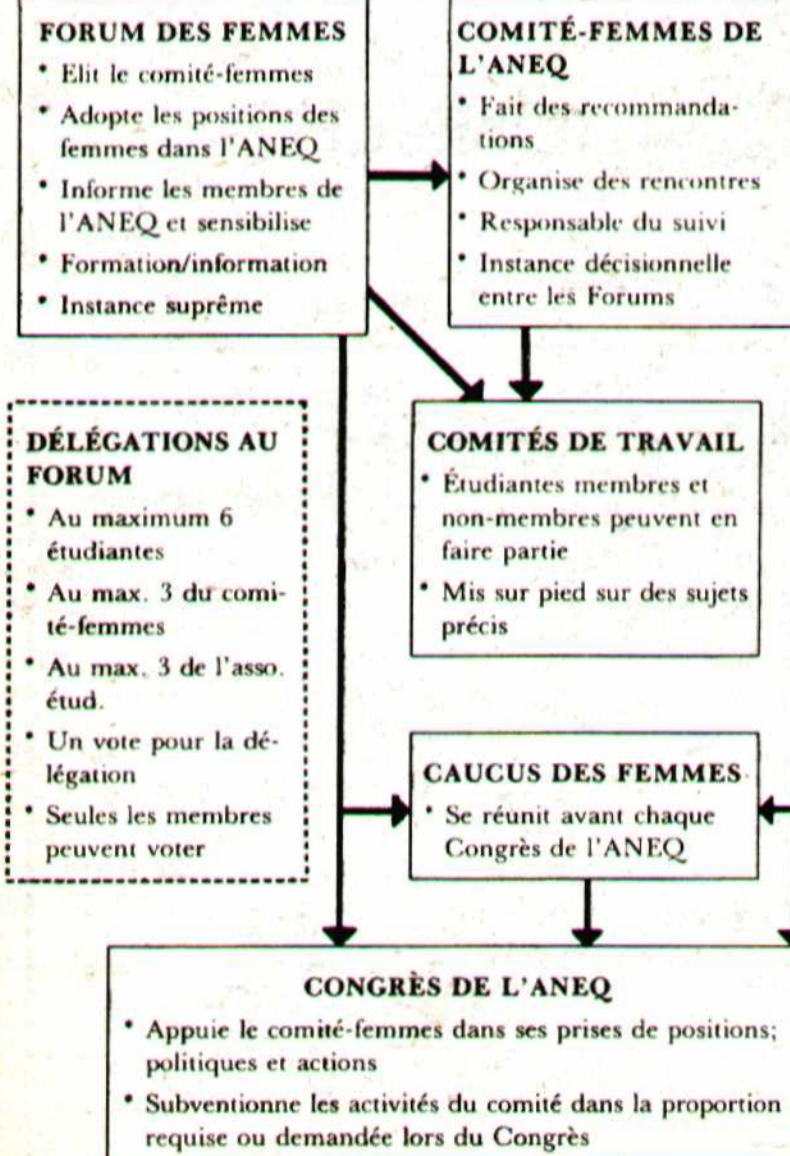 FORUM DES FEMMES
* Elit le comité-femmes
* Adopte les positions des
femmes dans l'ANEQ
* Informe les membres de
l'ANEQ et sensibilise
* Formation/information
* Instance suprême
COMITÉ-FEMMES DE
L'ANEQ
* Fait des recommanda-
tions
* Organise des rencontres
* Responsable du suivi
* Instance décisionnelle
entre les Forums
DÉLÉGATIONS AU
FORUM
* Au maximum 6
étudiantes
* Au max. 3 du comi-
té-femmes
* Au max. 3 de l'asso.
étud.
* Un vote pour la dé-
légation
* Seules les membres
peuvent voter
COMITÉS DE TRAVAIL
* Étudiantes membres et
non-membres peuvent en
faire partie
* Mis sur pied sur des sujets
précis
CAUCUS DES FEMMES
* Se réunit avant chaque
Congrès de l'ANEQ
CONGRÈS DE L'ANEQ
* Appuie le comité-femmes dans ses prises de positions;
politiques et actions
* Subventionne les activités du comité dans la proportion
requise ou demandée lors du Congrès